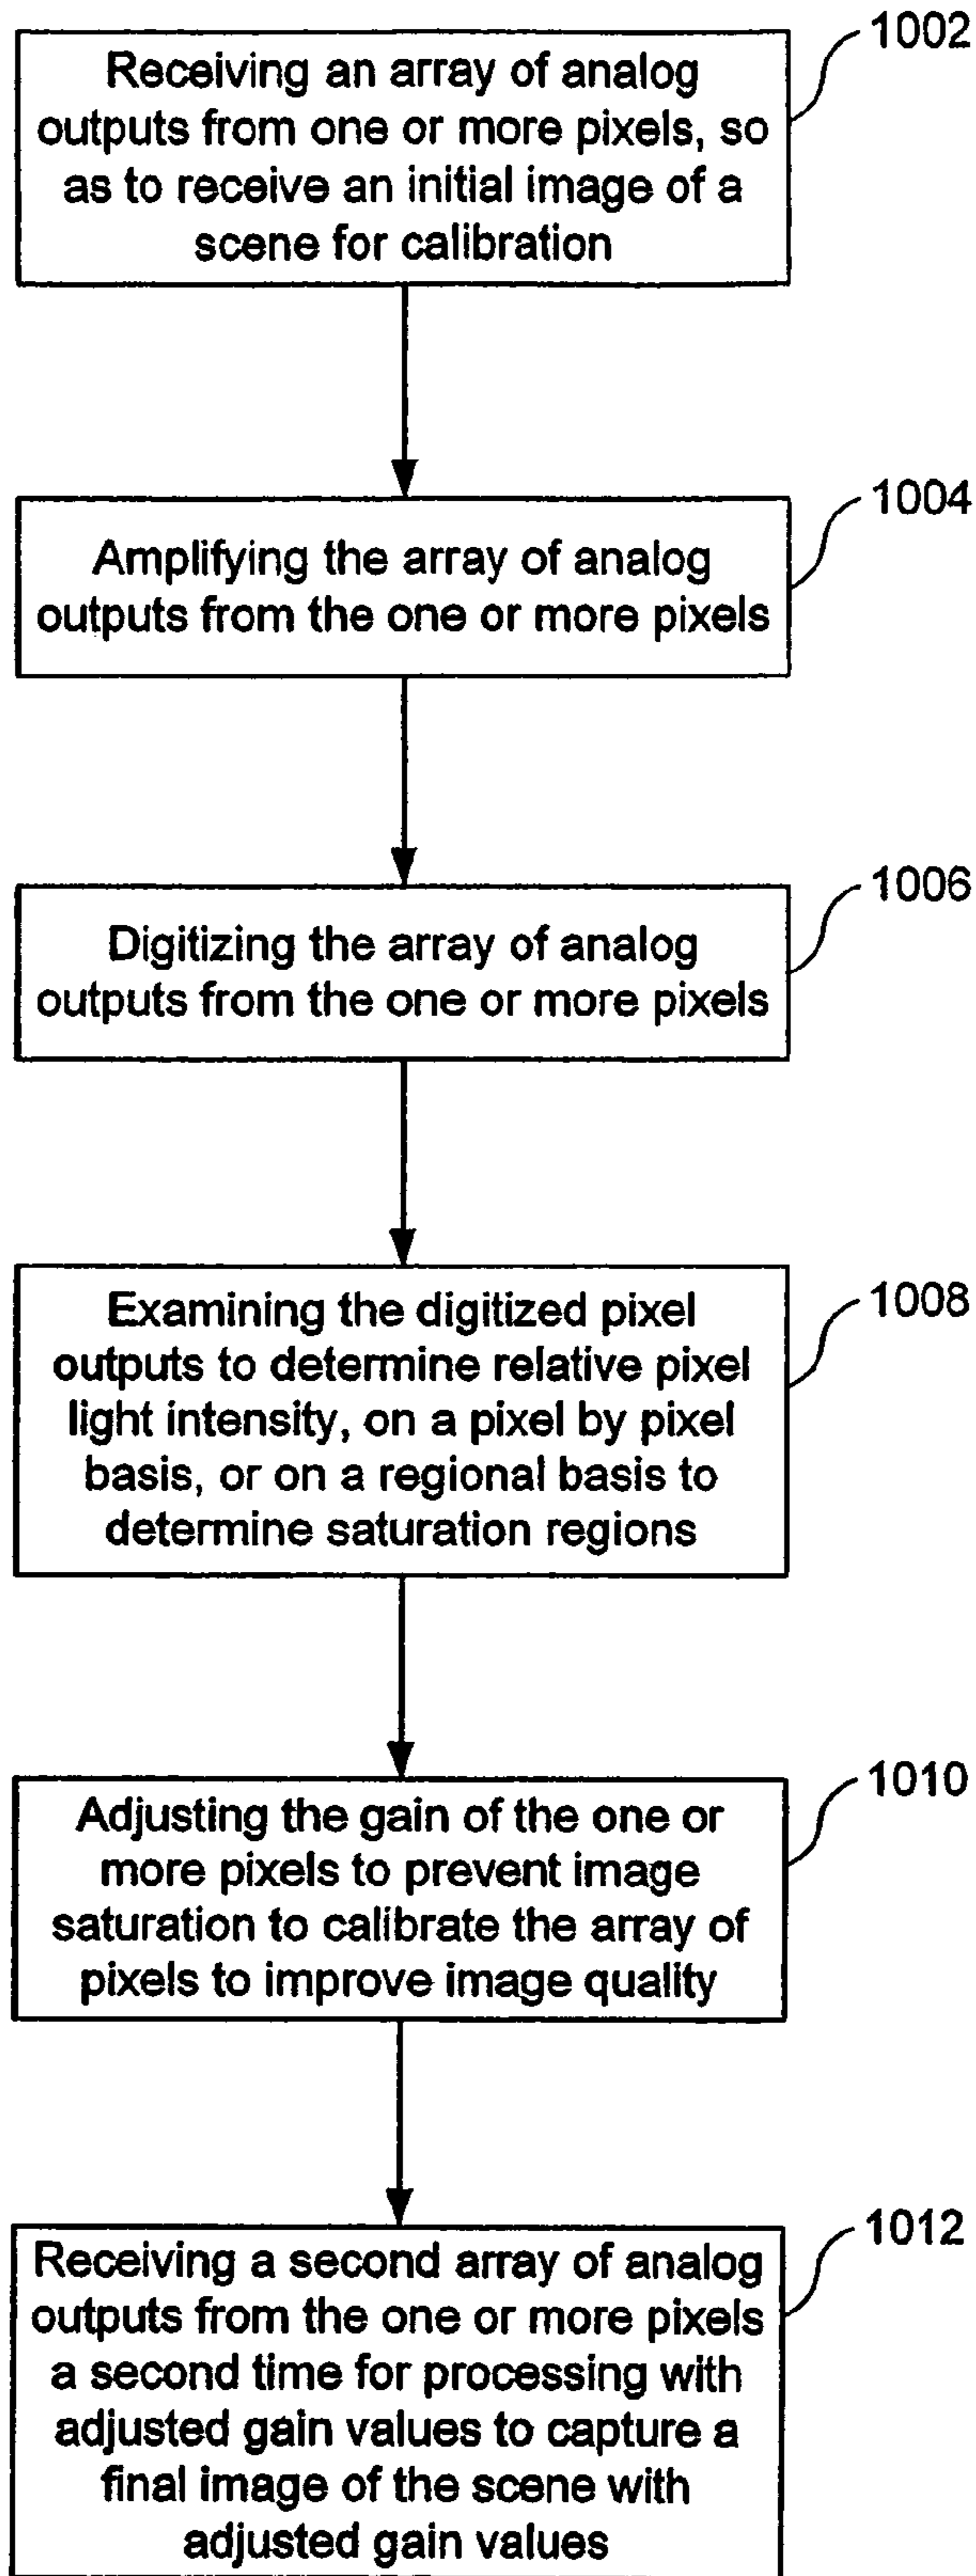 1002
Receiving an array of analog
outputs from one or more pixels, so
as to receive an initial image of a
scene for calibration
1004
Amplifying the array of analog
outputs from the one or more pixels
1006
Digitizing the array of analog
outputs from the one or more pixels
1008
Examining the digitized pixel
outputs to determine relative pixel
light intensity, on a pixel by pixel
basis, or on a regional basis to
determine saturation regions
1010
Adjusting the gain of the one or
more pixels to prevent image
saturation to calibrate the array of
pixels to improve image quality
1012
Receiving a second array of analog
outputs from the one or more pixels
a second time for processing with
adjusted gain values to capture a
final image of the scene with
adjusted gain values